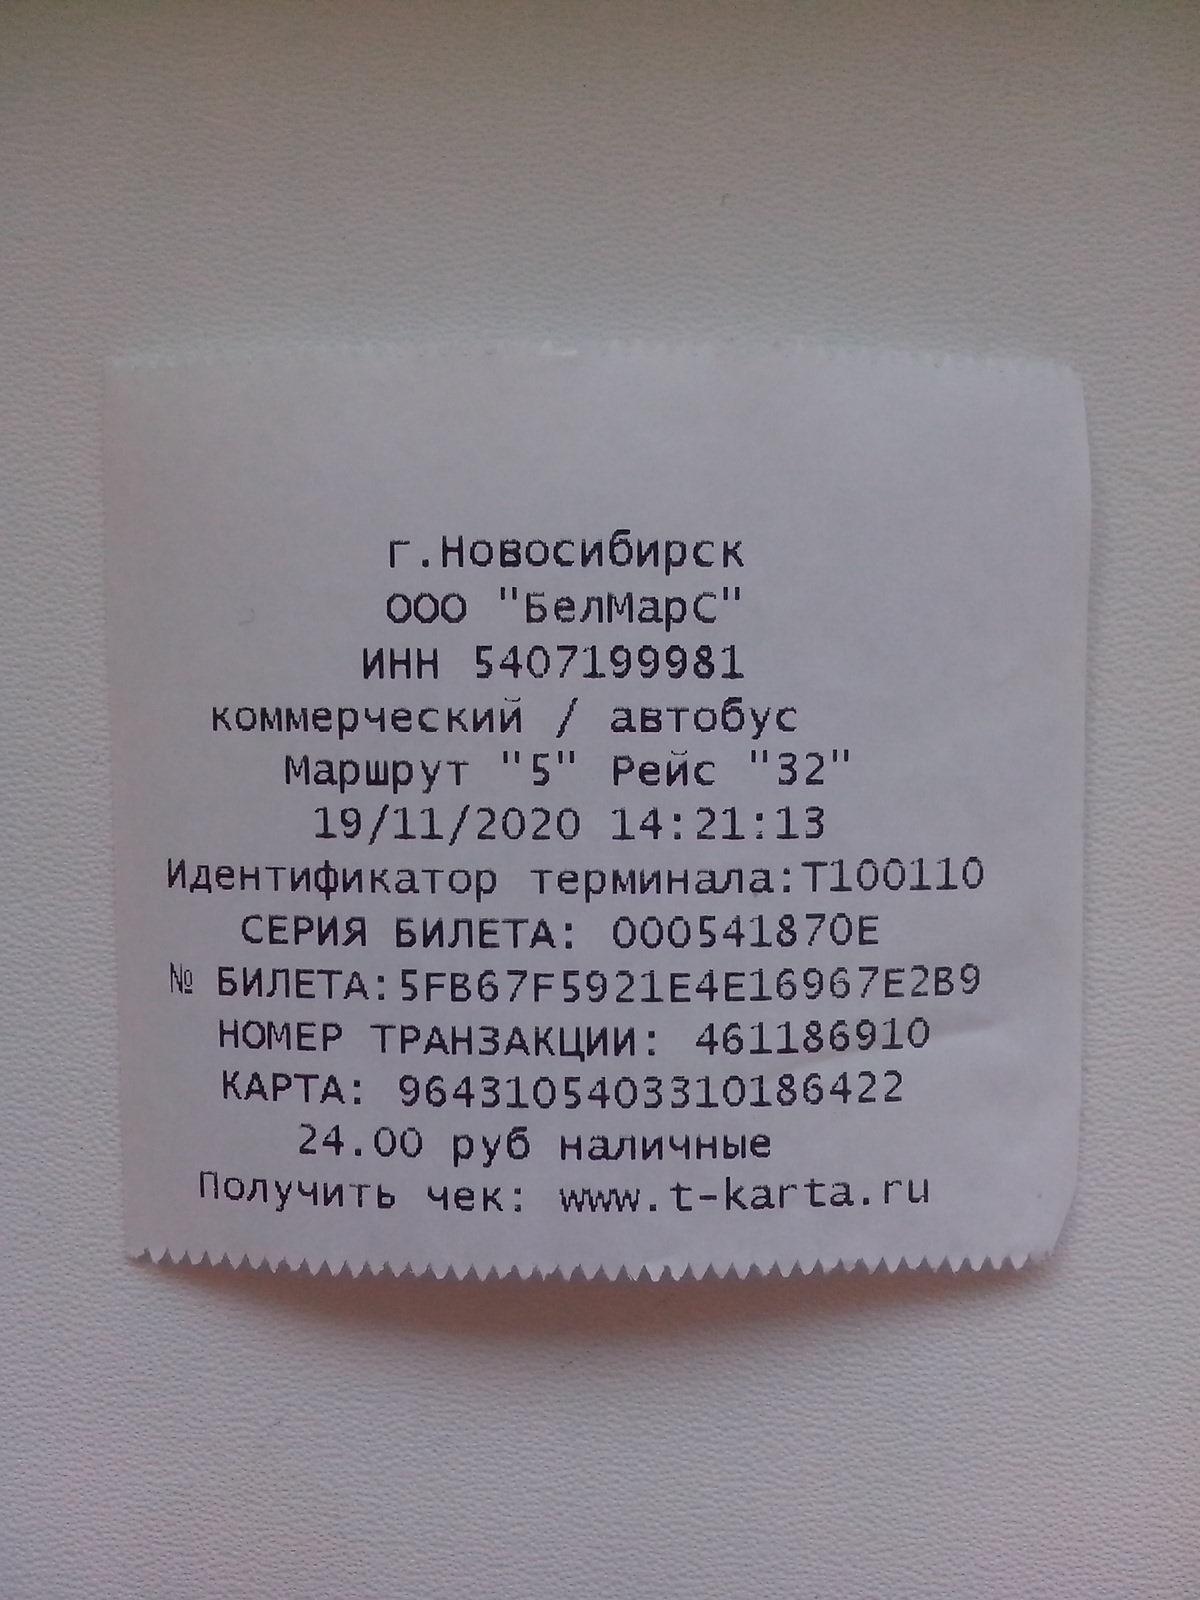 г.Новосибирск
ООО "БелМарС"
ИНН 5407199981
коммерческий / автобус
Маршрут "5" Рейс "32"
19/11/2020 14:21:13
Идентификатор терминала:T100110
СЕРИЯ БИЛЕТА: 000541870E
№ БИЛЕТА:5FB67F5921E4E16967E2B9
НОМЕР ТРАНЗАКЦИИ: 461186910
КАРТА: 9643105403310186422
24.00 руб наличные
Получить чек: www.t-karta.ru